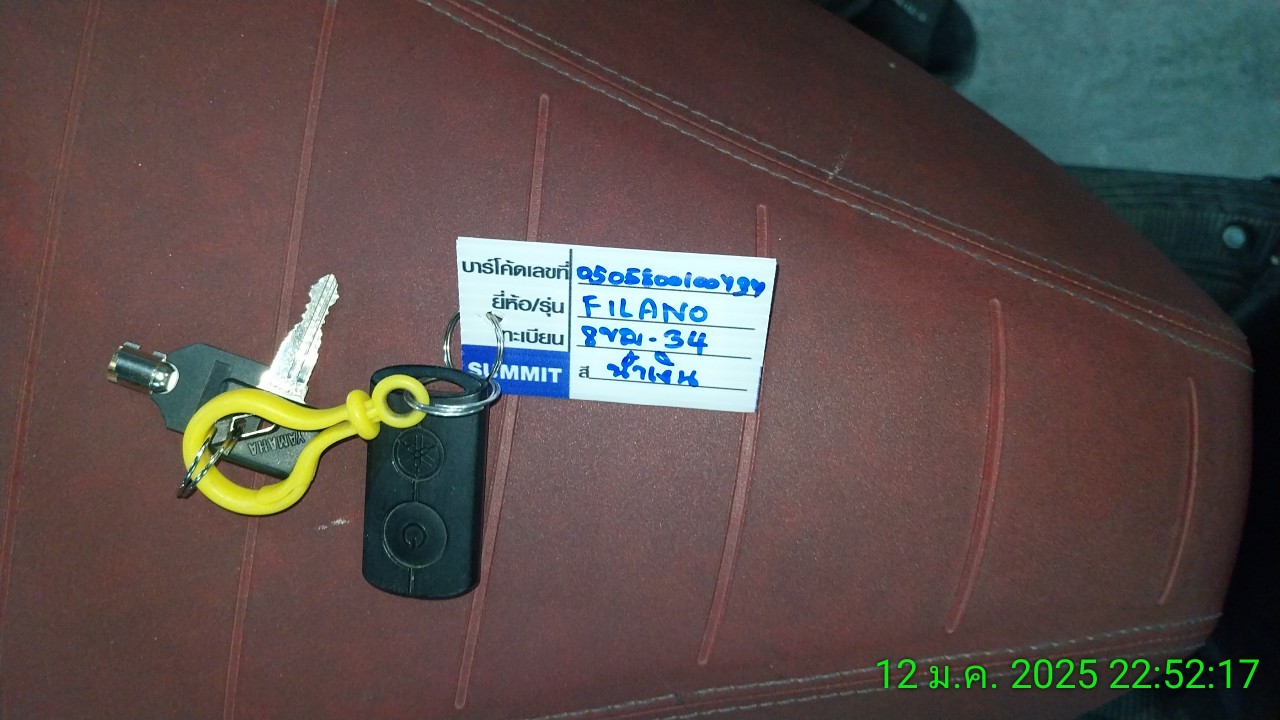 บาร์โค้ดเลขที่
ยี่ห้อ/รุ่น FILANO
ทะเบียน 8ขฆ-34
SUMMIT สี น้ำเงิน
YAMAHA
12 ม.ค. 2025 22:52:17